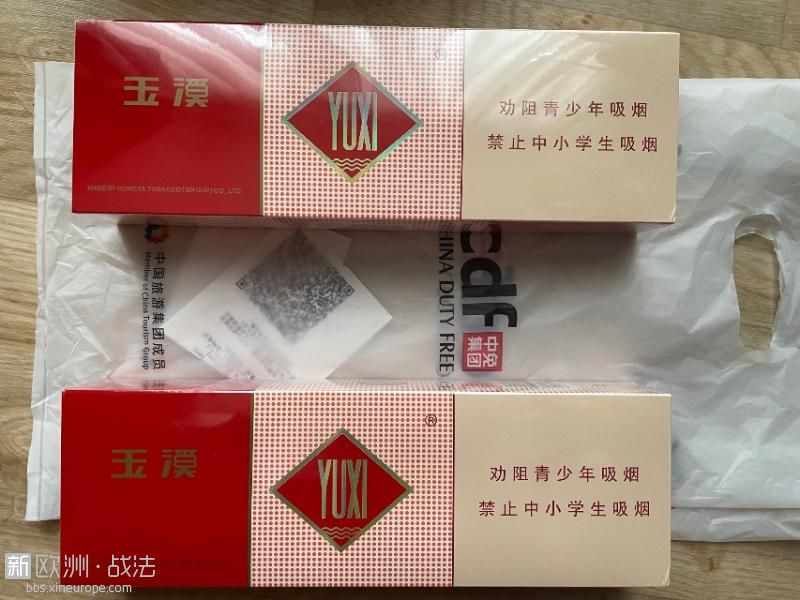 玉溪
YUXI
®
劝阻青少年吸烟
禁止中小学生吸烟
MADE BY HONGTA TOBACCO (GROUP) CO., LTD.
中国旅游集团成员
Member of China Tourism Group
cdf
中免
集团
CHINA DUTY FREE
玉溪
YUXI
®
劝阻青少年吸烟
禁止中小学生吸烟
新欧洲·战法
bbs.xineurope.com